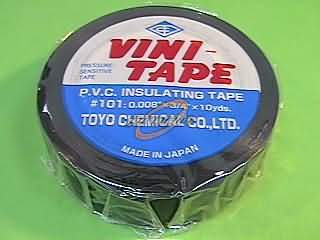 VINI-
PRESSURE
SENSITIVE
TAPE
TAPE
P.V.C. INSULATING TAPE
#101: 0.008"×3/4"×10yds.
TOYO CHEMICAL CO.,LTD.
MADE IN JAPAN